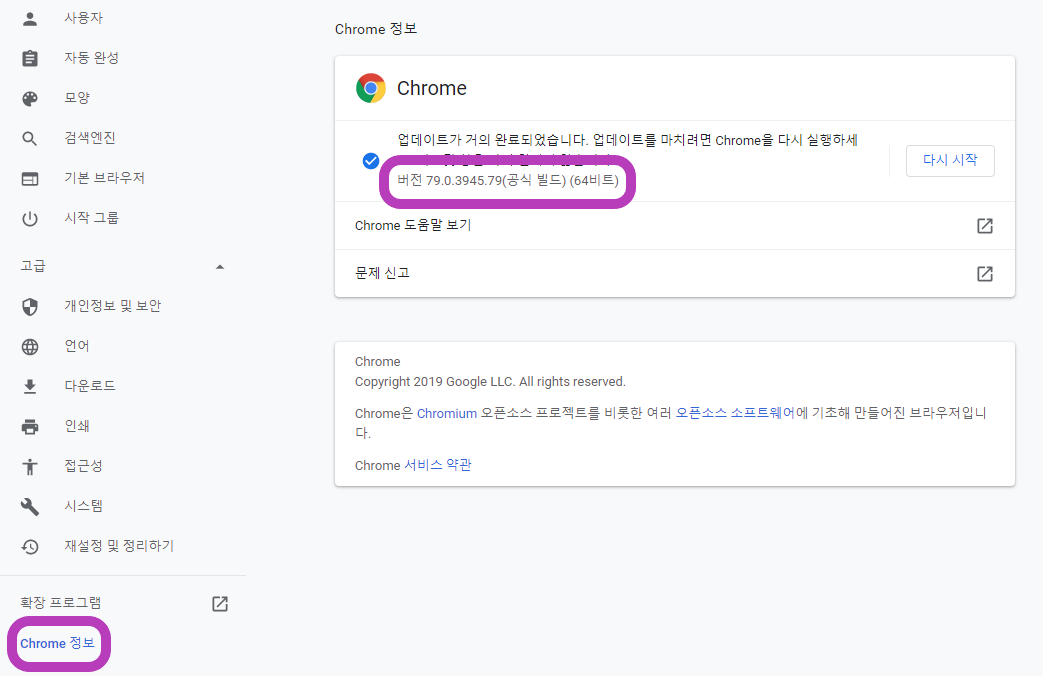 사용자
자동 완성
모양
검색엔진
기본 브라우저
시작 그룹
고급
개인정보 및 보안
언어
다운로드
인쇄
접근성
시스템
재설정 및 정리하기
확장 프로그램
Chrome 정보
Chrome 정보
Chrome
업데이트가 거의 완료되었습니다. 업데이트를 마치려면 Chrome을 다시 실행하세
버전 79.0.3945.79(공식 빌드) (64비트)
다시 시작
Chrome 도움말 보기
문제 신고
Chrome
Copyright 2019 Google LLC. All rights reserved.
Chrome은 Chromium 오픈소스 프로젝트를 비롯한 여러 오픈소스 소프트웨어에 기초해 만들어진 브라우저입니
다.
Chrome 서비스 약관